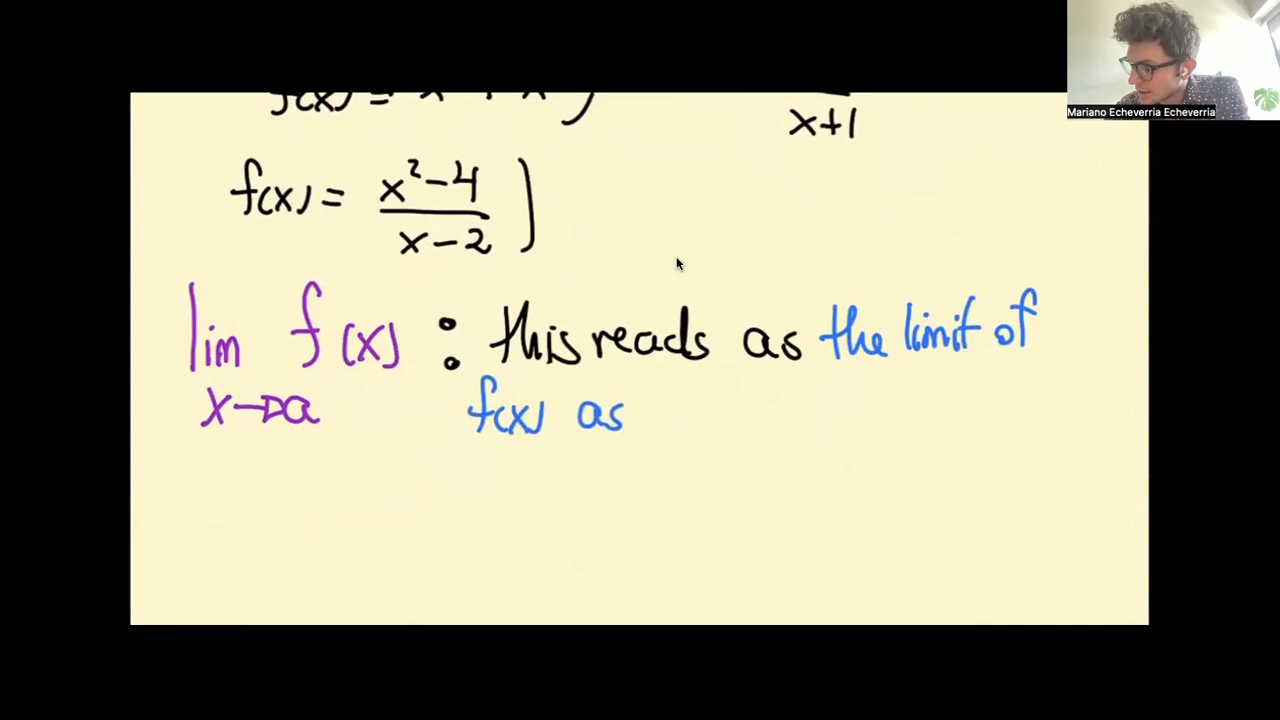 Mariano Echeverria Echeverria
x+1
f(x) = x²-4 / x-2 )
lim x→a f(x) : this reads as the limit of
f(x) as